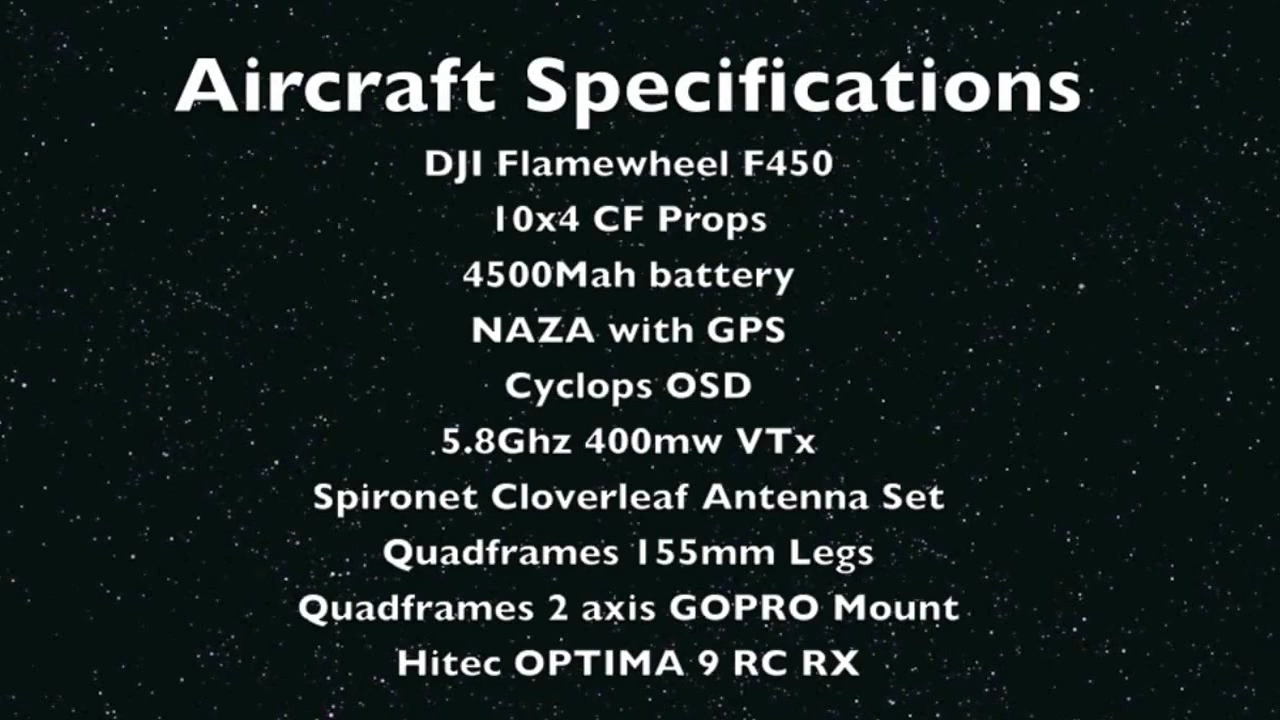 Aircraft Specifications
DJI Flamewheel F450
10x4 CF Props
4500Mah battery
NAZA with GPS
Cyclops OSD
5.8Ghz 400mw VTx
Spironet Cloverleaf Antenna Set
Quadframes 155mm Legs
Quadframes 2 axis GOPRO Mount
Hitec OPTIMA 9 RC RX